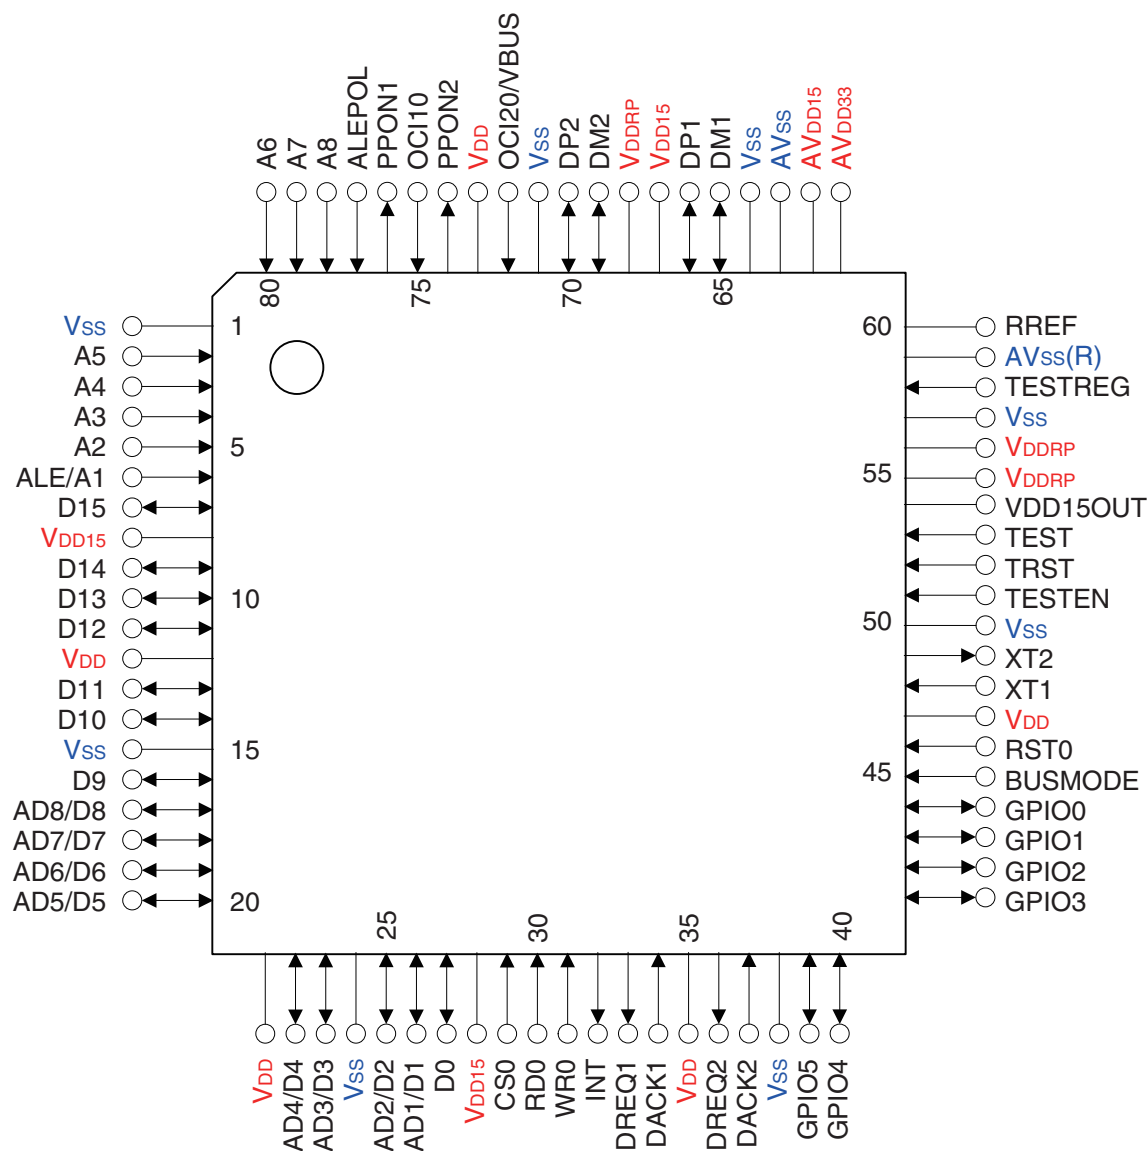 A6
A7
A8
ALEPOL
PPON1
OCI10
PPON2
VDD
OCI20/VBUS
VSS
DP2
DM2
VDDRP
VDD15
DP1
DM1
VSS
AVSS
AVDD15
AVDD33
80
75
70
65
VSS
1
A5
A4
A3
A2
5
ALE/A1
D15
VDD15
D14
D13
10
D12
VDD
D11
D10
VSS
15
D9
AD8/D8
AD7/D7
AD6/D6
AD5/D5
20
60
RREF
AVSS(R)
TESTREG
VSS
VDDRP
55
VDDRP
VDD15OUT
TEST
TRST
TESTEN
50
VSS
XT2
XT1
VDD
RST0
45
BUSMODE
GPIO0
GPIO1
GPIO2
GPIO3
25
30
35
40
VDD
AD4/D4
AD3/D3
VSS
AD2/D2
AD1/D1
D0
VDD15
CS0
RD0
WR0
INT
DREQ1
DACK1
VDD
DREQ2
DACK2
VSS
GPIO5
GPIO4